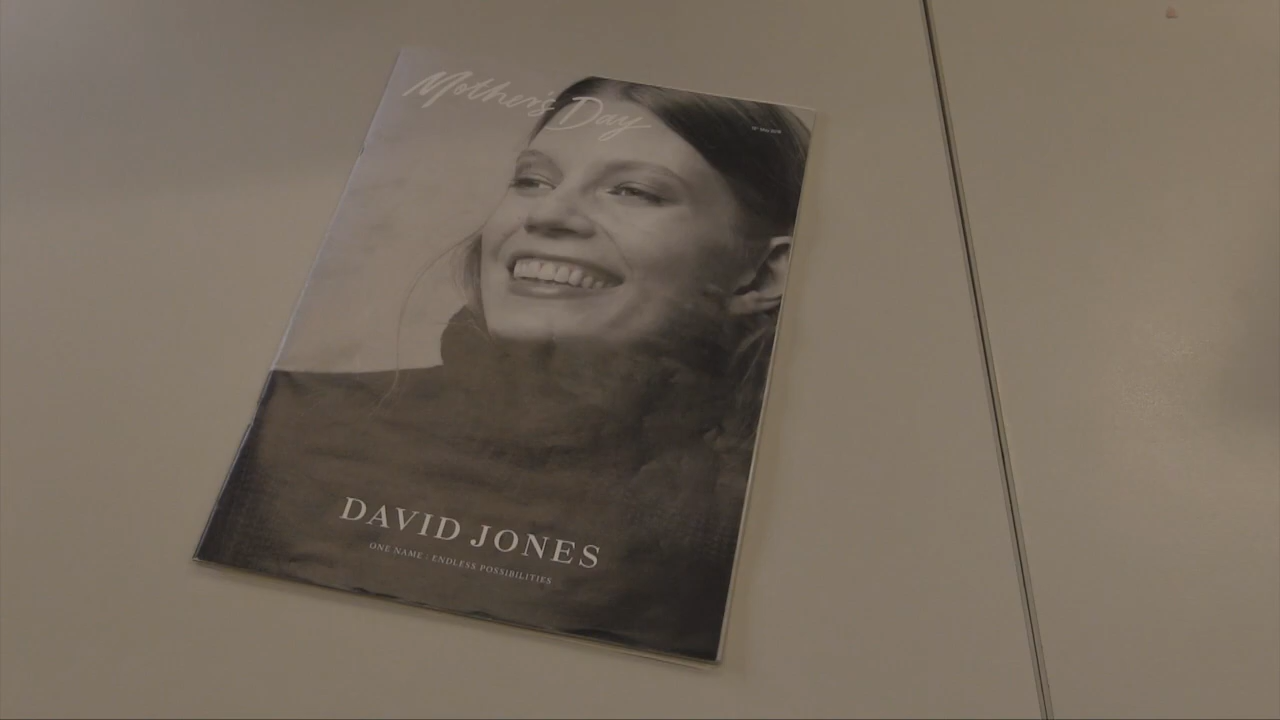 Mother's Day
DAVID JONES
ONE NAME · ENDLESS POSSIBILITIES